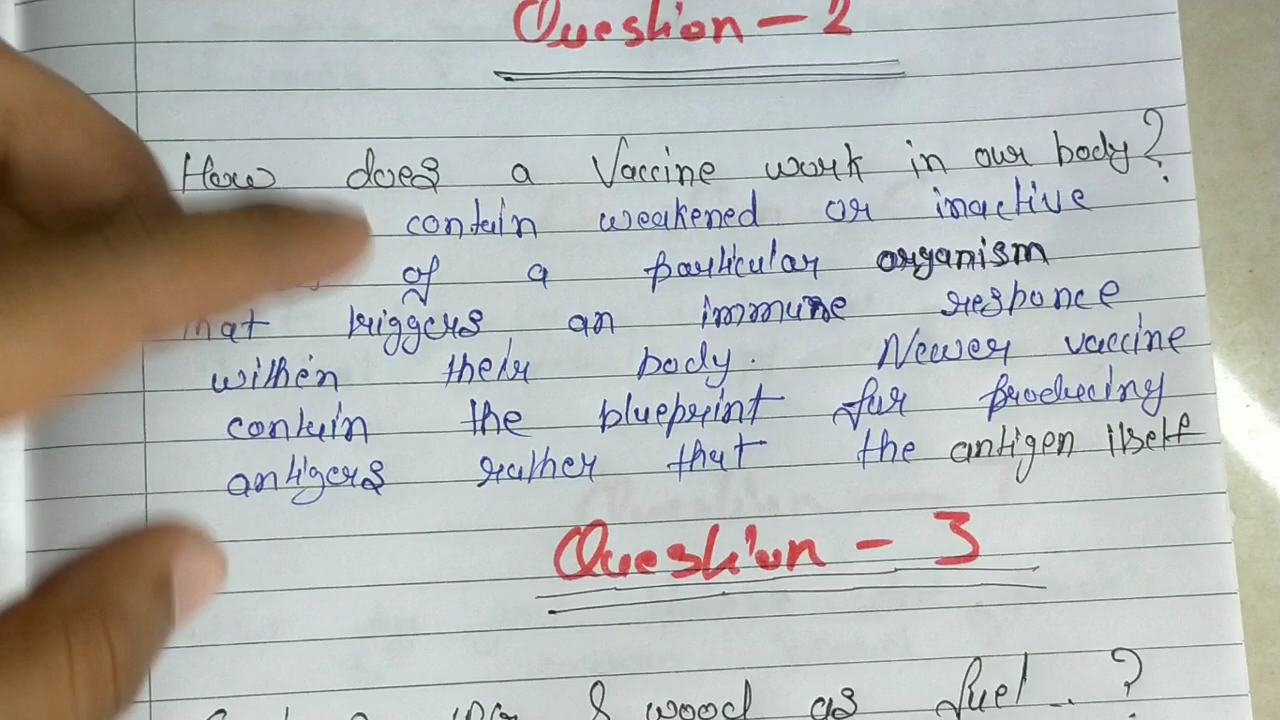 Question - 2
How does a Vaccine work in our body?
contain weakened or inactive
of a particular organism
that triggers an immune responce
within their body. Newer vaccine
contain the blueprint for producing
antigers rather that the antigen itself
Question - 3
& wood as fuel ?